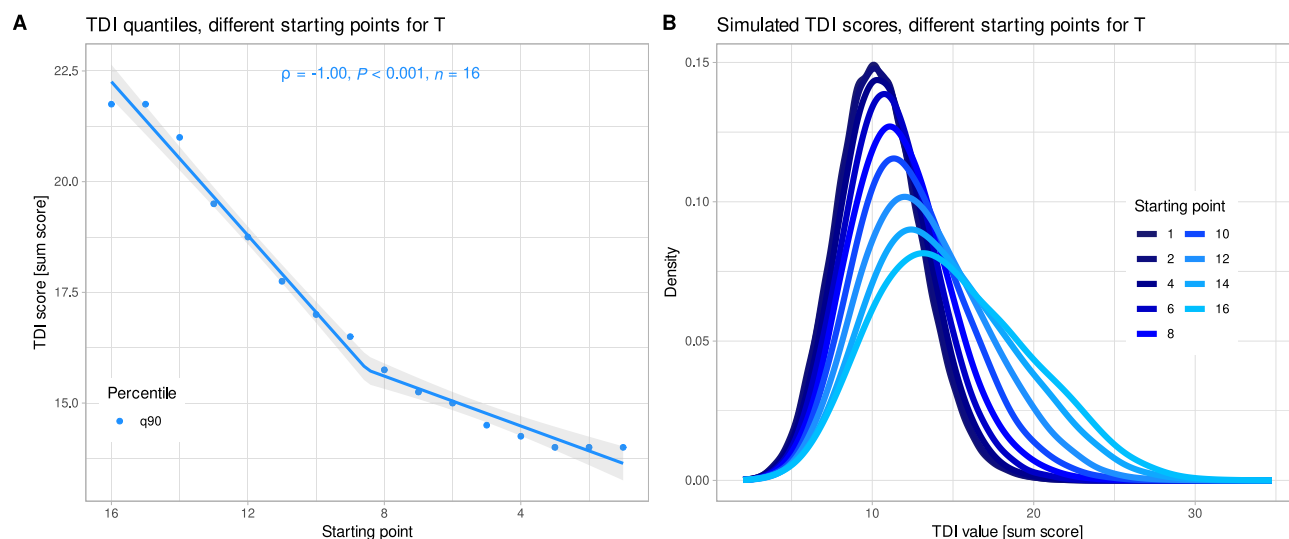 A
TDI quantiles, different starting points for T
ρ = -1.00, P < 0.001, n = 16
22.5
20.0
17.5
15.0
TDI score [sum score]
Percentile
q90
16
12
8
4
Starting point
B
Simulated TDI scores, different starting points for T
0.15
0.10
0.05
0.00
Density
Starting point
1
2
4
6
8
10
12
14
16
10
20
30
TDI value [sum score]